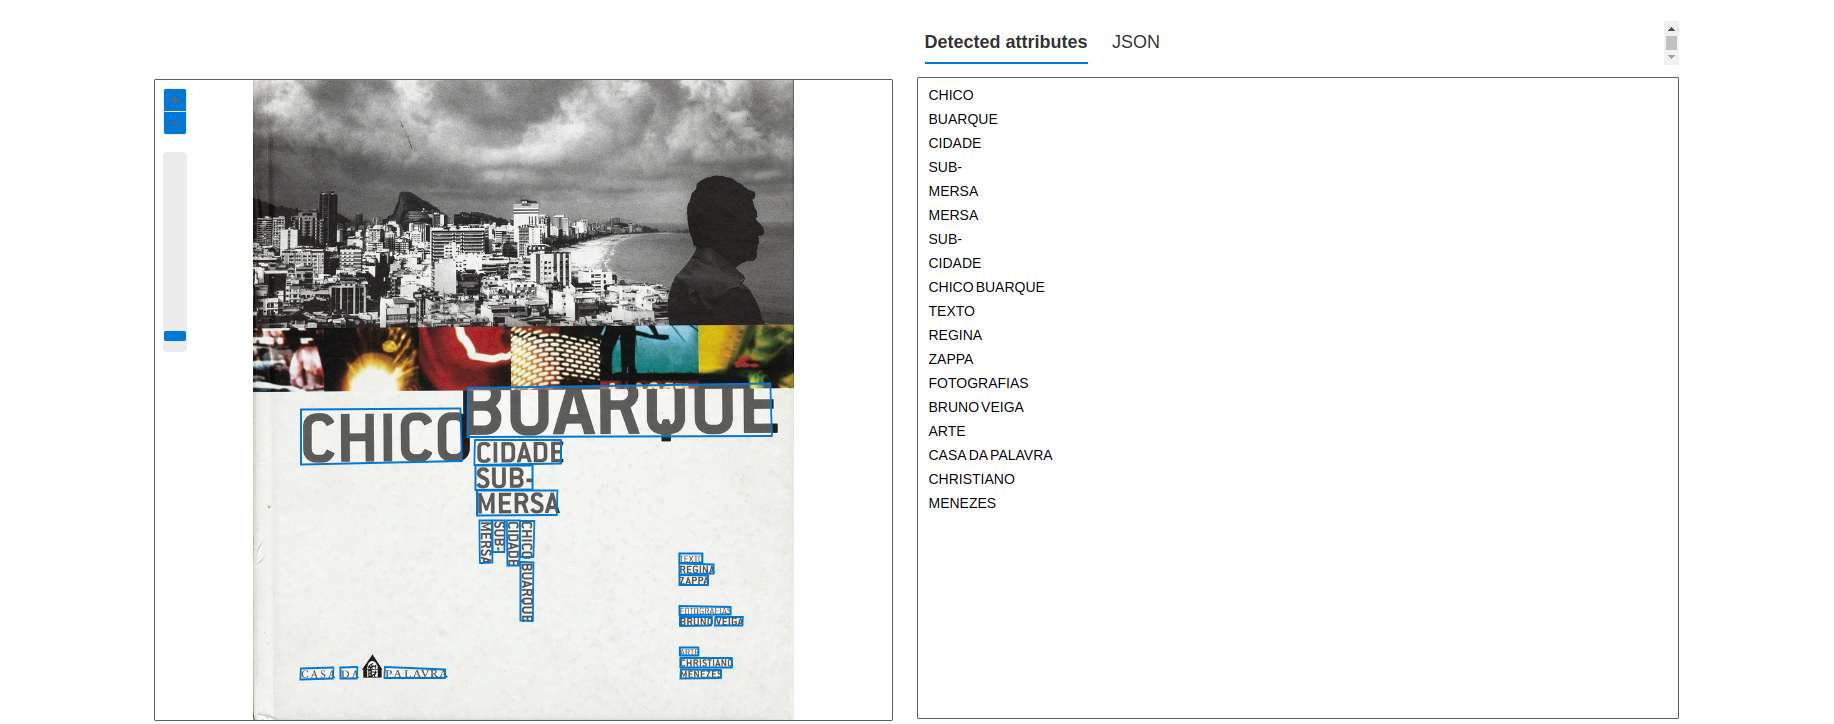 Detected attributes JSON
+
-
CHICO BUARQUE
CIDADE
SUB-
MERSA
MERSA
SUB-
CIDADE
CHICO BUARQUE
TEXTO
REGINA
ZAPPA
FOTOGRAFIAS
BRUNO VEIGA
ARTE
CHRISTIANO
MENEZES
CASA DA PALAVRA
CHICO
BUARQUE
CIDADE
SUB-
MERSA
MERSA
SUB-
CIDADE
CHICO BUARQUE
TEXTO
REGINA
ZAPPA
FOTOGRAFIAS
BRUNO VEIGA
ARTE
CASA DA PALAVRA
CHRISTIANO
MENEZES